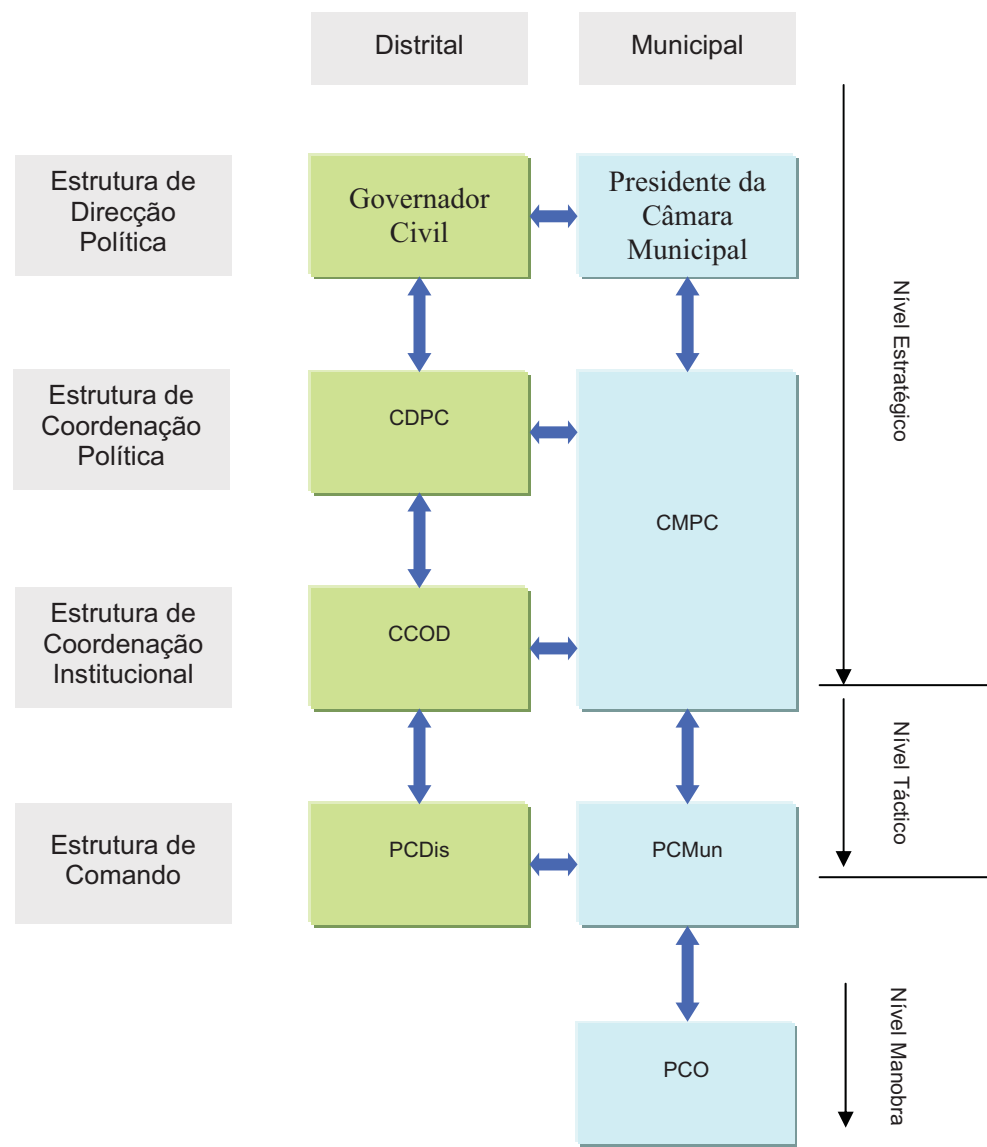 Distrital
Municipal
Estrutura de
Direcção
Política
Governador
Civil
Presidente da
Câmara
Municipal
Nível Estratégico
Estrutura de
Coordenação
Política
CDPC
CMPC
Estrutura de
Coordenação
Institucional
CCOD
Nível Táctico
Estrutura de
Comando
PCDis
PCMun
Nível Manobra
PCO